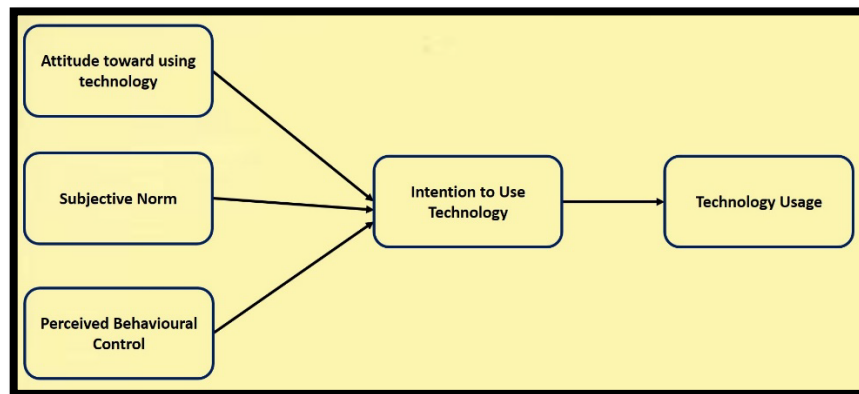 Attitude toward using
technology
Subjective Norm
Perceived Behavioural
Control
Intention to Use
Technology
Technology Usage